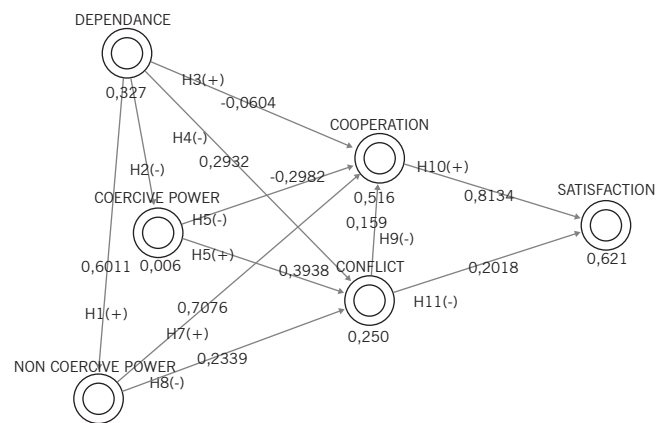 DEPENDANCE
0,327
H3(+)
-0,0604
COOPERATION
H4(-)
0,2932
H2(-)
-0,2982
H10(+)
0,8134
SATISFACTION
COERCIVE POWER
0,516
H5(-)
0,159
H9(-)
H5(+)
0,621
0,6011
0,006
0,3938
CONFLICT
0,2018
H1(+)
0,7076
H11(-)
H7(+)
0,250
NON COERCIVE POWER
0,2339
H8(-)